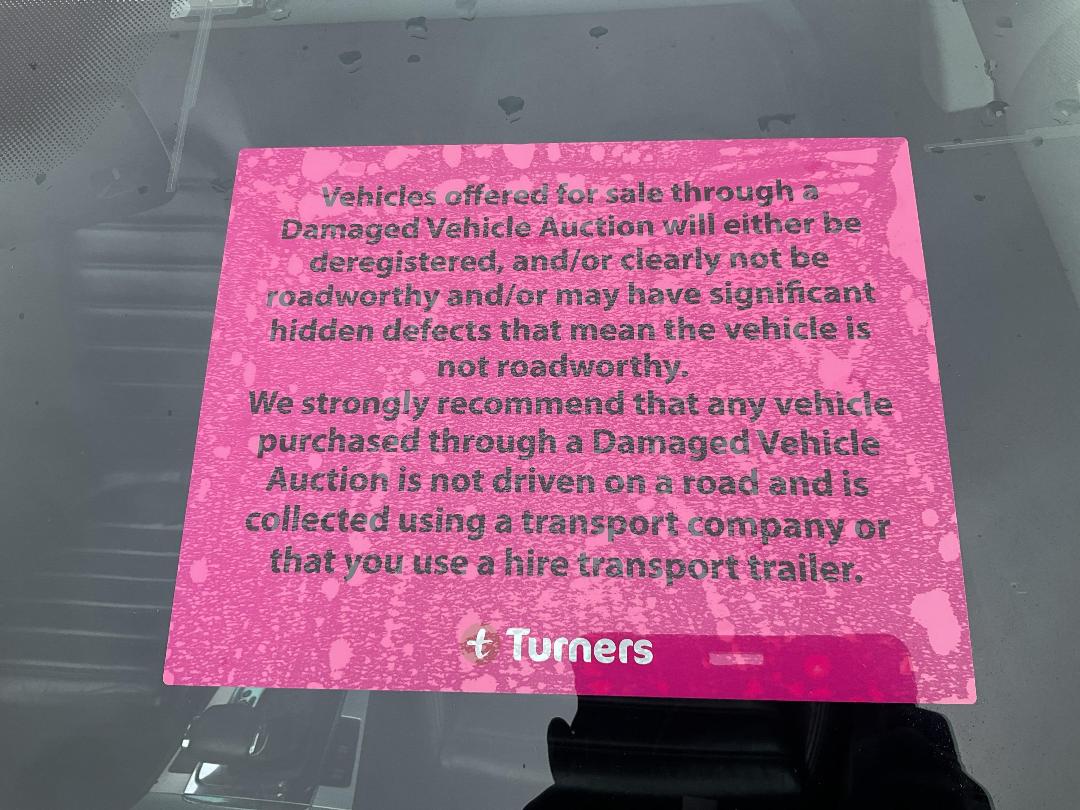 Vehicles offered for sale through a
Damaged Vehicle Auction will either be
deregistered, and/or clearly not be
roadworthy and/or may have significant
hidden defects that mean the vehicle is
not roadworthy.
We strongly recommend that any vehicle
purchased through a Damaged Vehicle
Auction is not driven on a road and is
collected using a transport company or
that you use a hire transport trailer.
t Turners